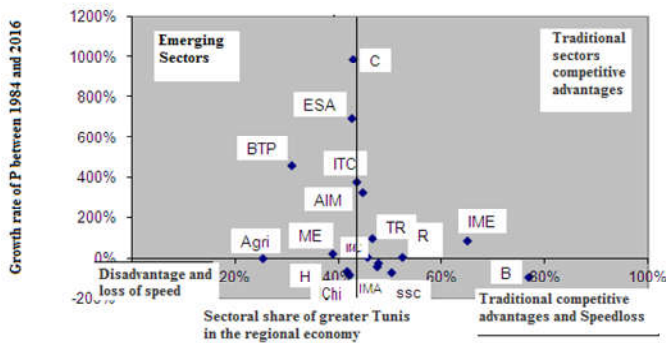 Growth rate of P between 1984 and 2016
1200%
1000%
800%
600%
400%
200%
0%
-200%
Emerging
Sectors
Traditional
sectors
competitive
advantages
C
ESA
BTP
ITC
AIM
TR
R
IME
ME
Agri
H
Chi
IMA
ssc
B
20%
40%
60%
80%
100%
Disadvantage and
loss of speed
Traditional competitive
advantages and Speedloss
Sectoral share of greater Tunis
in the regional economy